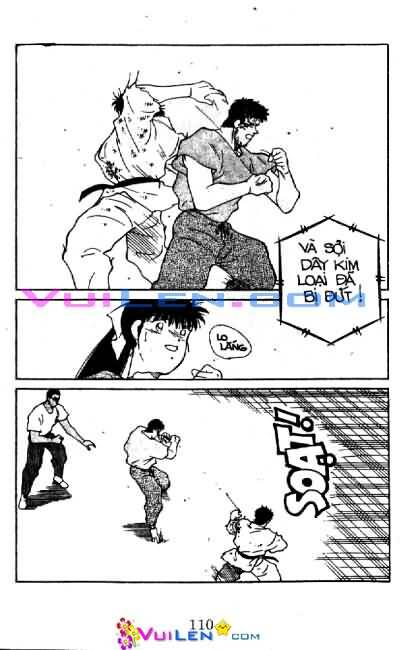 VÀ SỢI
DÂY KIM
LOẠI ĐÃ
BỊ ĐỨT!
VUILEN.COM
LO
LẮNG
SOẠT!
110
VUILEN.COM